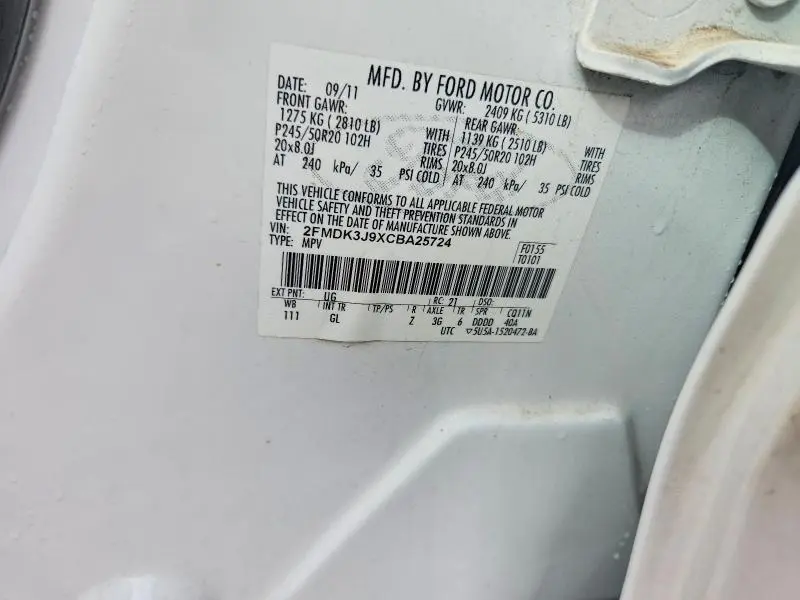 MFD. BY FORD MOTOR CO.
DATE: 09/11 GVWR: 2409 KG ( 5310 LB)
FRONT GAWR: REAR GAWR:
1275 KG ( 2810 LB) WITH 1139 KG ( 2510 LB) WITH
P245/50R20 102H TIRES P245/50R20 102H TIRES
20x8.0J RIMS 20x8.0J RIMS
AT 240 kPa/ 35 PSI COLD AT 240 kPa/ 35 PSI COLD
THIS VEHICLE CONFORMS TO ALL APPLICABLE FEDERAL MOTOR
VEHICLE SAFETY AND THEFT PREVENTION STANDARDS IN
EFFECT ON THE DATE OF MANUFACTURE SHOWN ABOVE.
VIN: 2FMDK3J9XCBA25724 F0155
TYPE: MPV T0101
EXT PNT: UG RC: 21 DSO:
WB INT TR TP/PS R AXLE TR SPR CQ11N
111 GL Z 3G 6 DDDD 40A
UTC ▽5U5A-1520472-BA